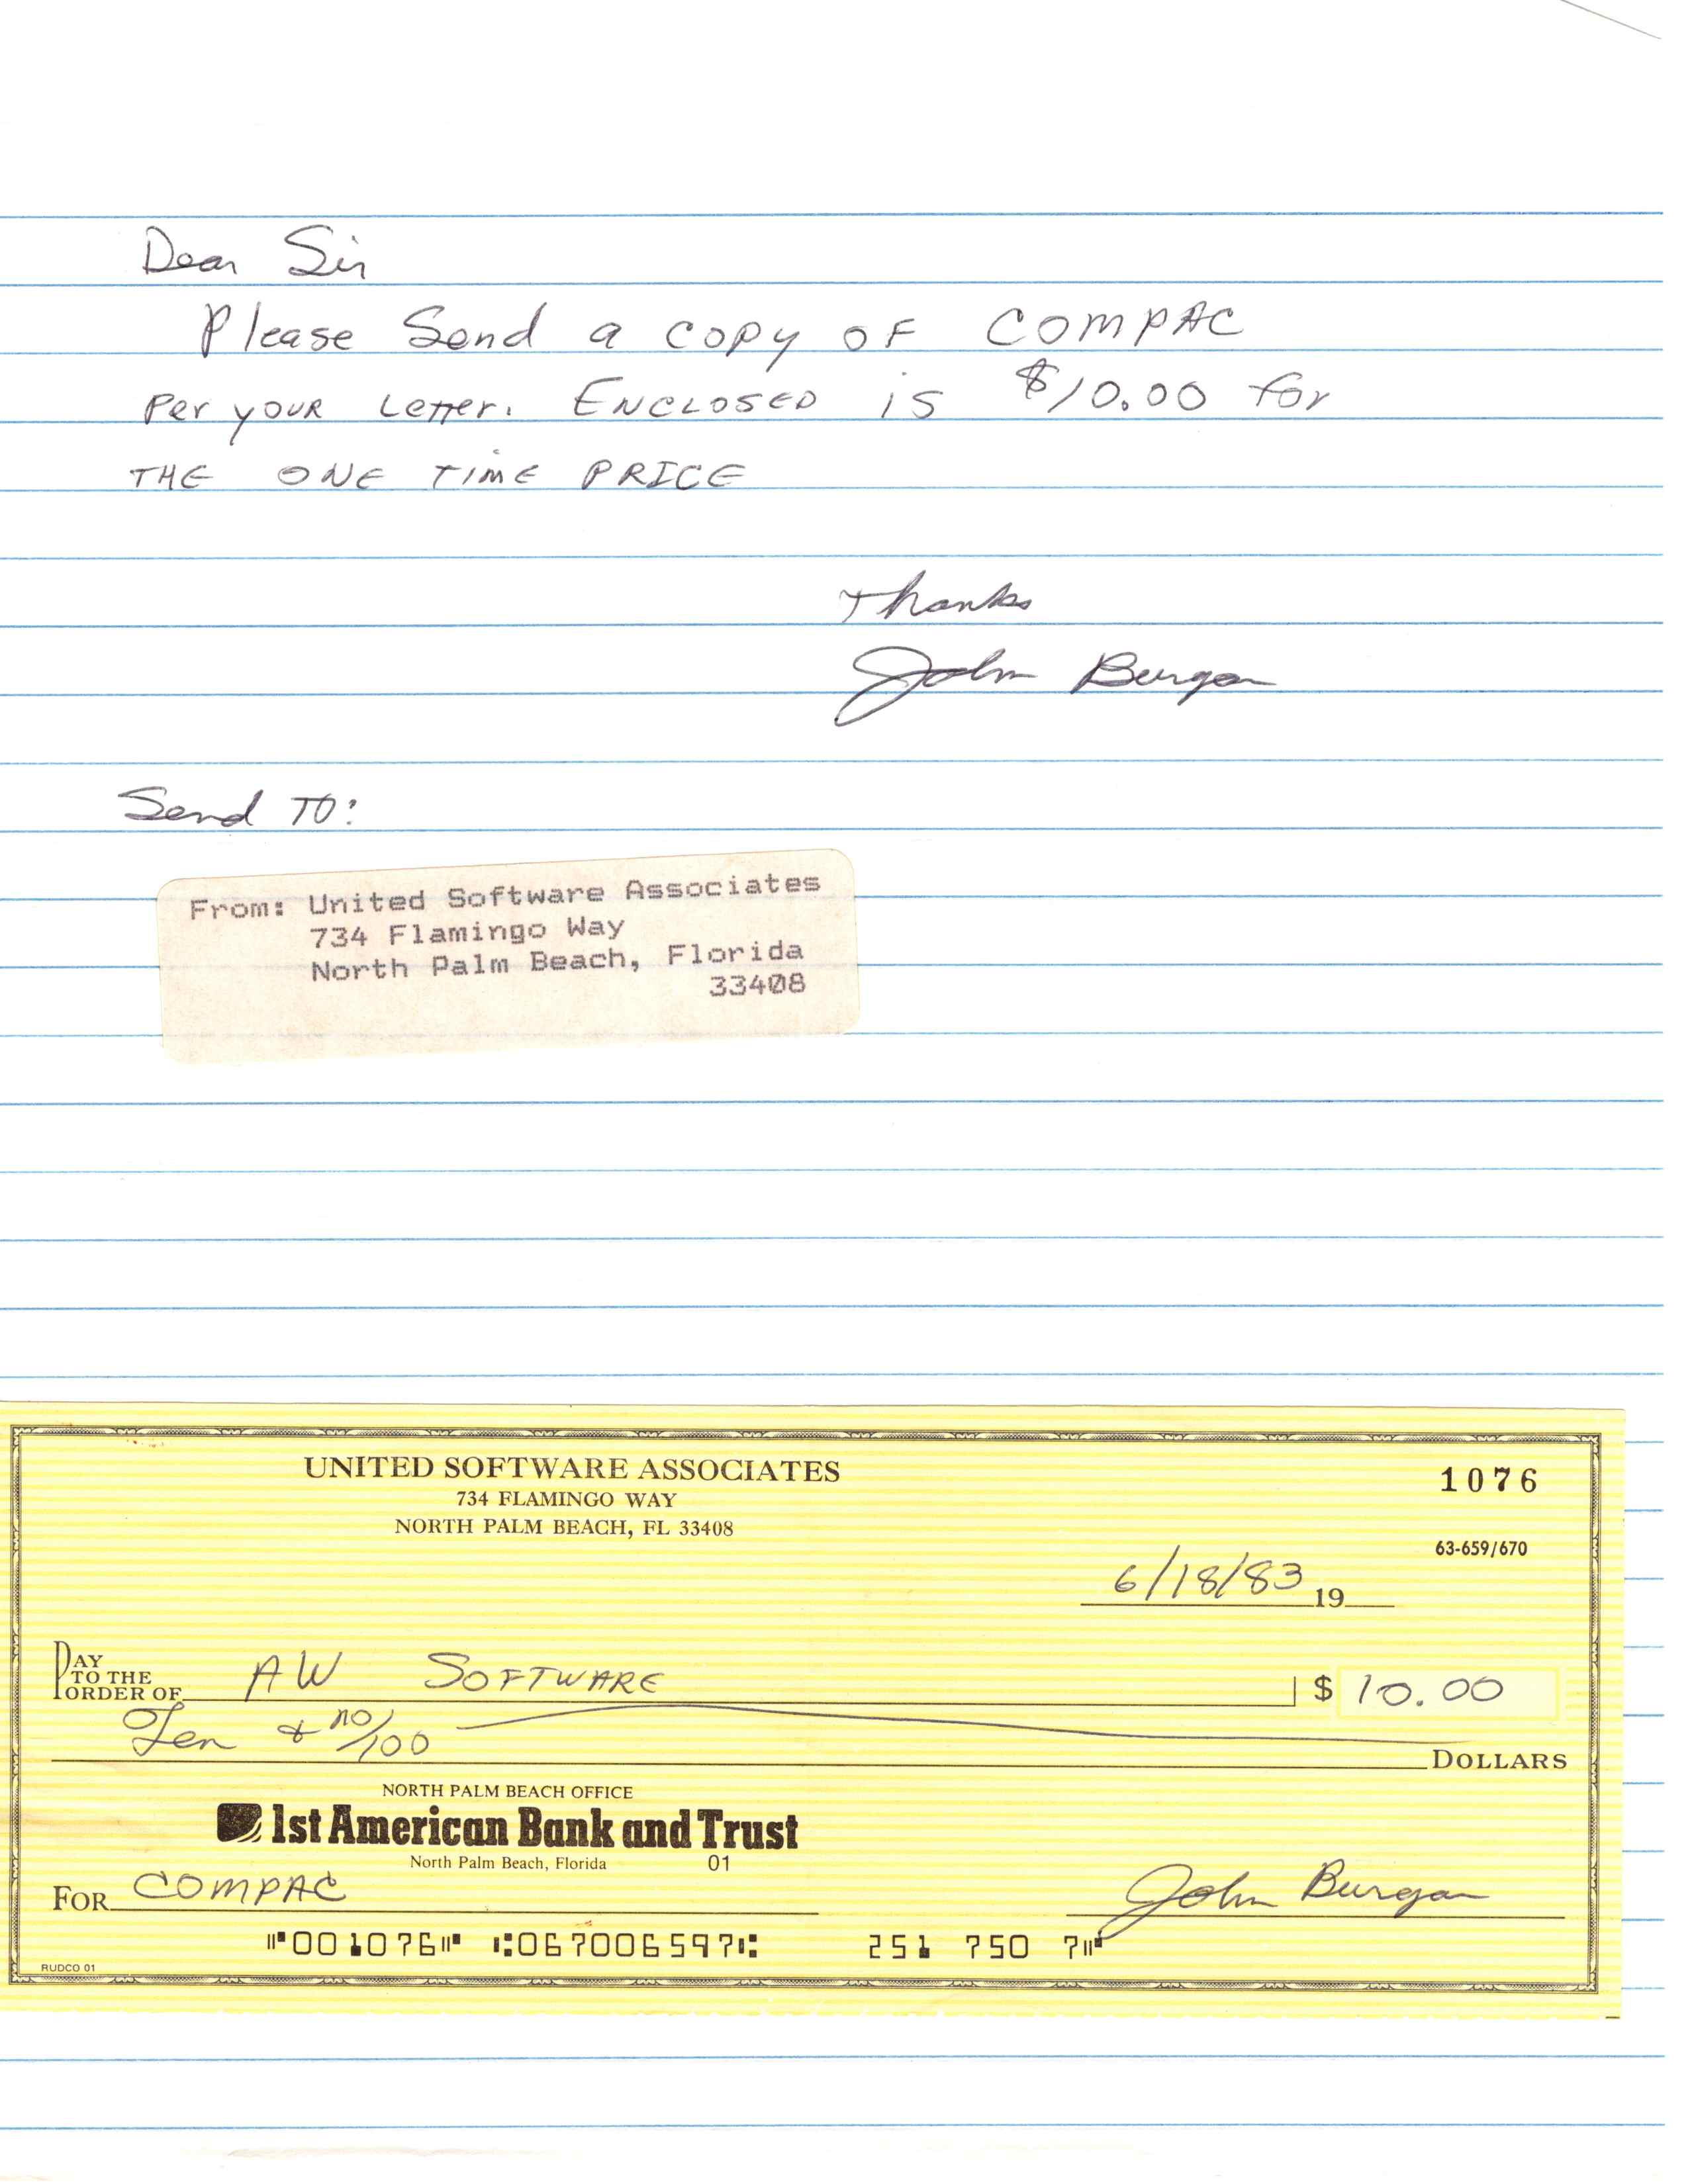 Dear Sir
Please Send a copy of COMPAC
Per your Letter. ENCLOSED is $10.00 for
THE ONE TIME PRICE
Thanks
John Burgan
Send TO:
From: United Software Associates
734 Flamingo Way
North Palm Beach, Florida
33408
UNITED SOFTWARE ASSOCIATES
734 FLAMINGO WAY
NORTH PALM BEACH, FL 33408
1076
63-659/670
6/18/83 19
PAY TO THE ORDER OF AW SOFTWARE $ 10.00
Ten & no/100 DOLLARS
NORTH PALM BEACH OFFICE
1st American Bank and Trust
North Palm Beach, Florida 01
FOR COMPAC John Burgan
⑈001076⑈ ⑆067006597⑆ 251 750 7⑈
RUDCO 01